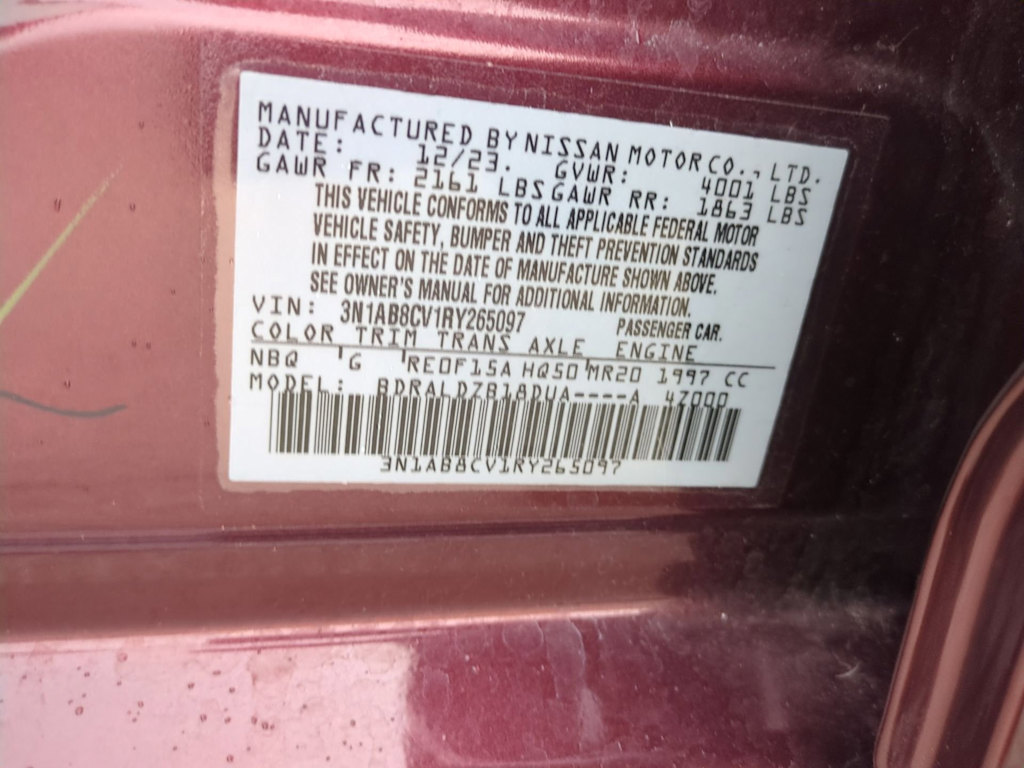 MANUFACTURED BY NISSAN MOTOR CO., LTD.
DATE: 12/23. GVWR: 4001 LBS
GAWR FR: 2161 LBS GAWR RR: 1863 LBS
THIS VEHICLE CONFORMS TO ALL APPLICABLE FEDERAL MOTOR
VEHICLE SAFETY, BUMPER AND THEFT PREVENTION STANDARDS
IN EFFECT ON THE DATE OF MANUFACTURE SHOWN ABOVE.
SEE OWNER'S MANUAL FOR ADDITIONAL INFORMATION.
VIN: 3N1AB8CV1RY265097 PASSENGER CAR.
COLOR TRIM TRANS AXLE ENGINE
NBQ G RE0F15A HQ50 MR20 1997 CC
MODEL: BDRALDZB18DUA----A 4Z000
3N1AB8CV1RY265097